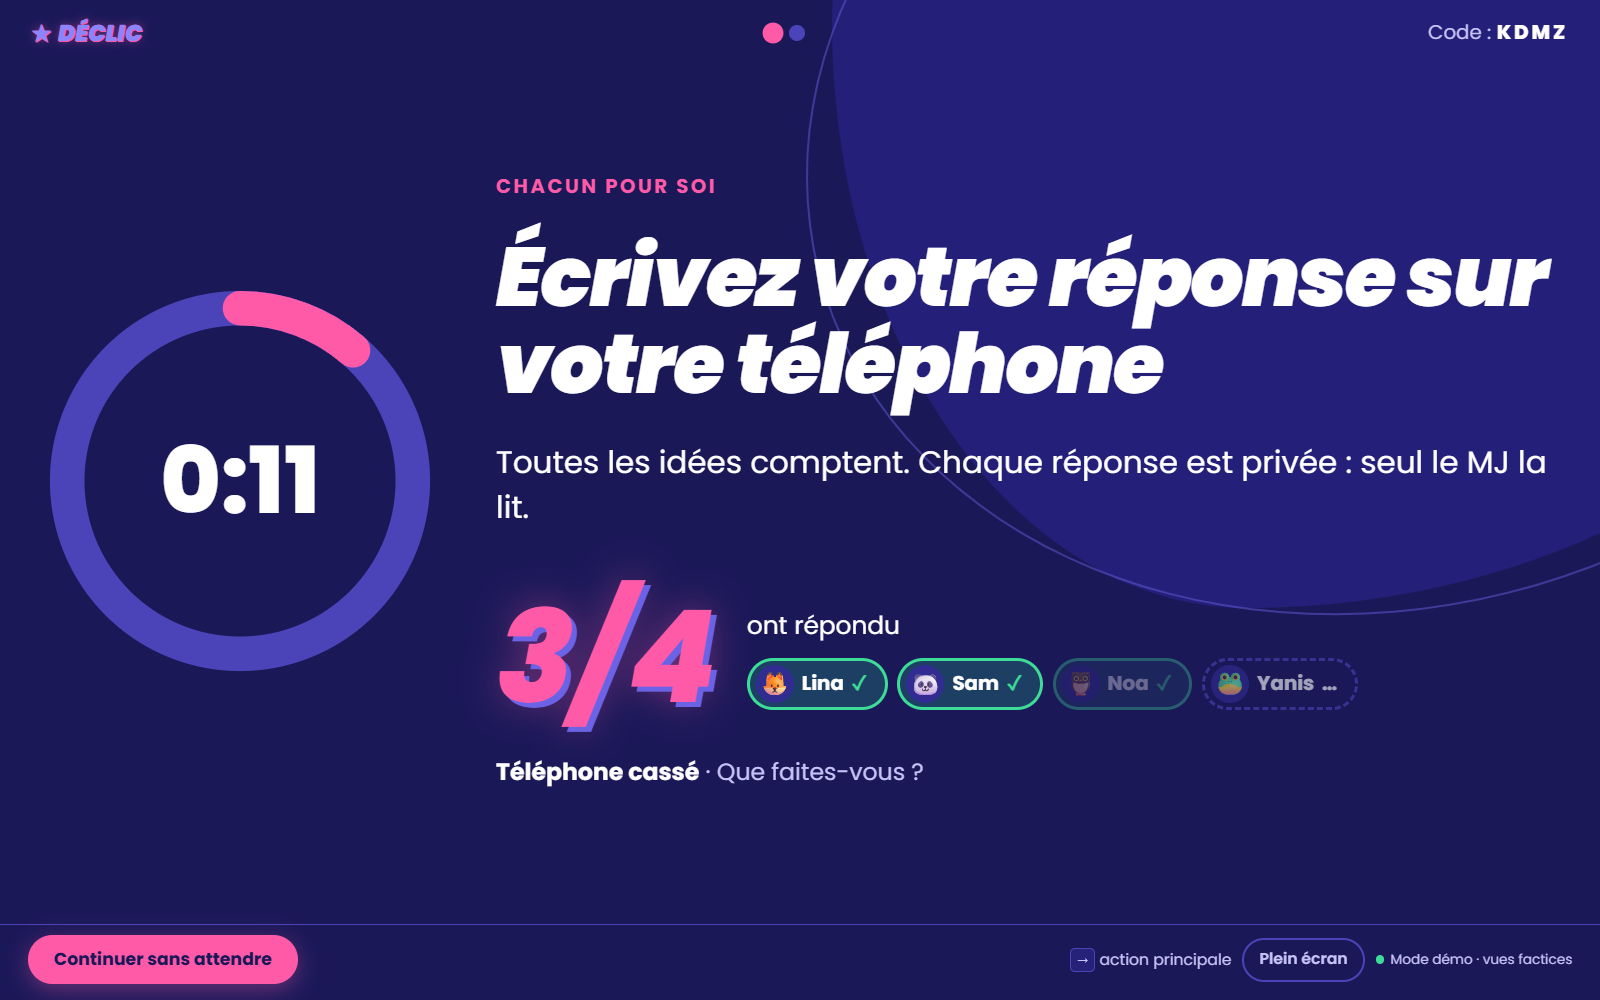 ★ DÉCLIC
Code : KDMZ
CHACUN POUR SOI
Écrivez votre réponse sur
votre téléphone
0:11
Toutes les idées comptent. Chaque réponse est privée : seul le MJ la
lit.
3/4
ont répondu
Lina ✓
Sam ✓
Noa ✓
Yanis ...
Téléphone cassé · Que faites-vous ?
Continuer sans attendre
→ action principale
Plein écran
Mode démo · vues factices